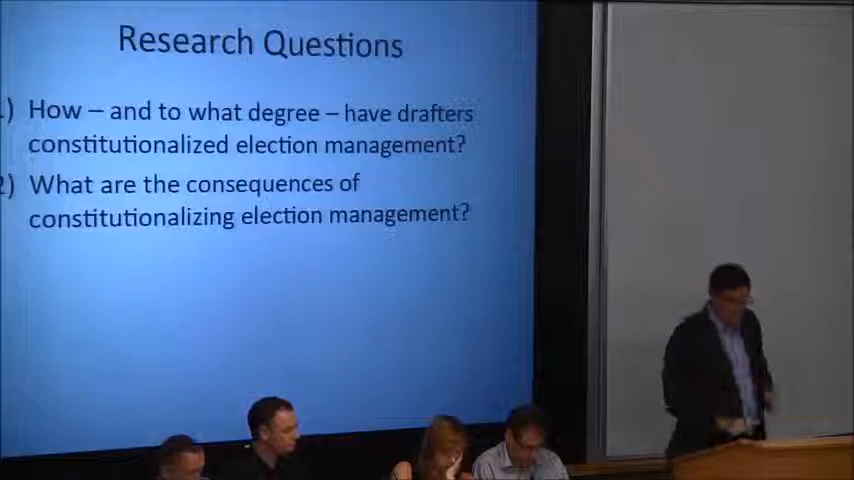 Research Questions
1) How – and to what degree – have drafters
constitutionalized election management?
2) What are the consequences of
constitutionalizing election management?